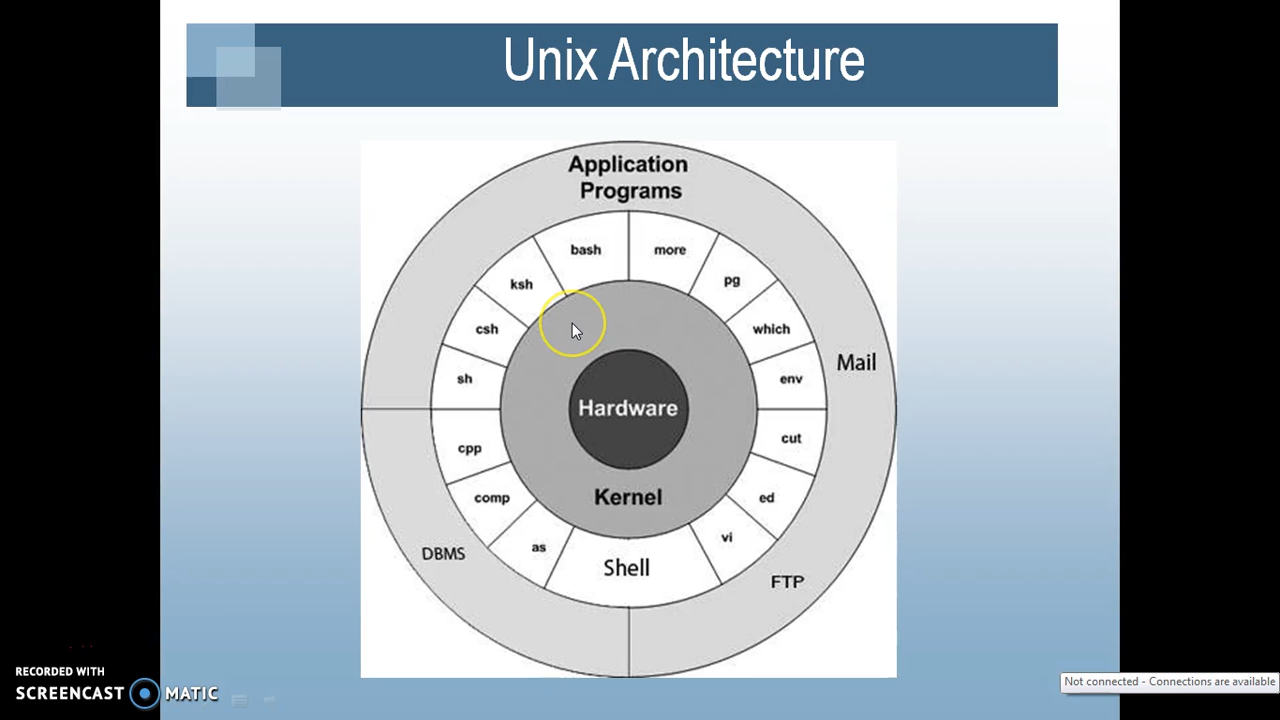 Unix Architecture
Application
Programs
bash
more
ksh
pg
csh
which
Mail
sh
env
Hardware
cpp
cut
comp
Kernel
ed
DBMS
as
Shell
vi
FTP
RECORDED WITH
SCREENCAST MATIC
Not connected - Connections are available